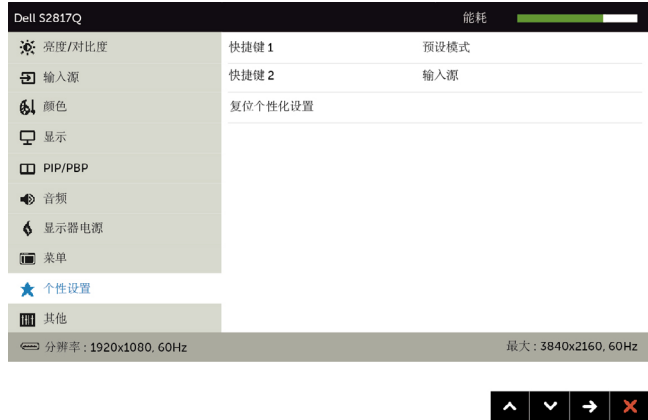 Dell S2817Q 能耗
亮度/对比度 快捷键 1 预设模式
输入源 快捷键 2 输入源
颜色 复位个性化设置
显示
PIP/PBP
音频
显示器电源
菜单
个性设置
其他
分辨率 : 1920x1080, 60Hz 最大 : 3840x2160, 60Hz